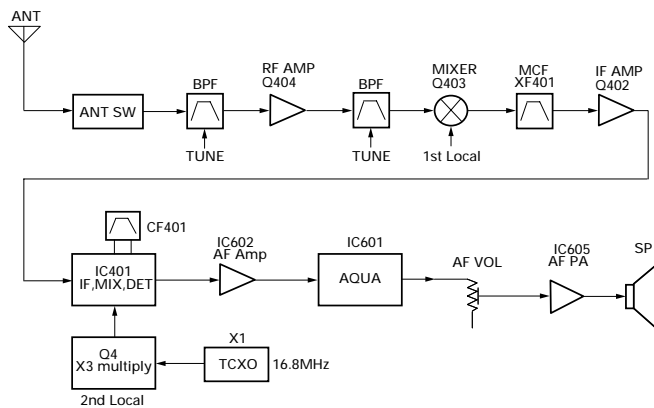 ANT
ANT SW
BPF
TUNE
RF AMP
Q404
BPF
TUNE
MIXER
Q403
1st Local
MCF
XF401
IF AMP
Q402
CF401
IC401
IF,MIX,DET
IC602
AF Amp
IC601
AQUA
AF VOL
IC605
AF PA
SP
Q4
X3 multiply
2nd Local
X1
TCXO
16.8MHz